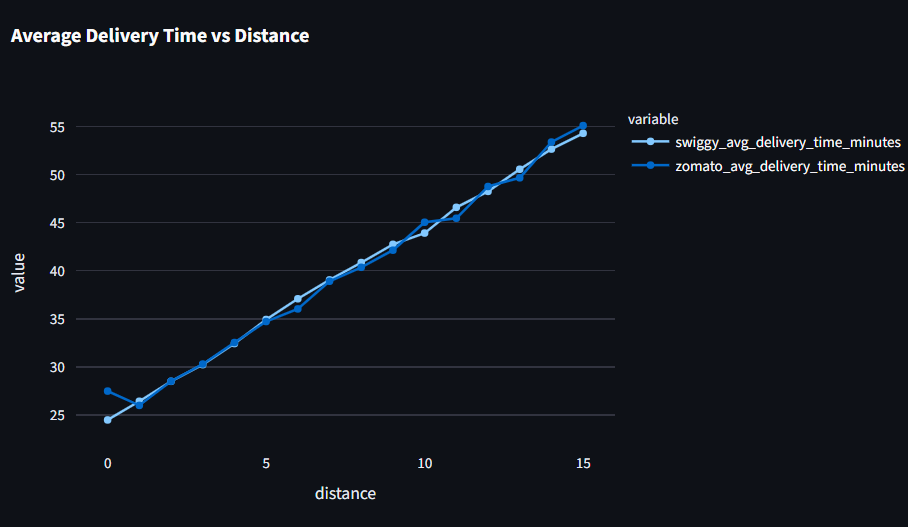 Average Delivery Time vs Distance
variable
swiggy_avg_delivery_time_minutes
zomato_avg_delivery_time_minutes
value
55
50
45
40
35
30
25
0 5 10 15
distance